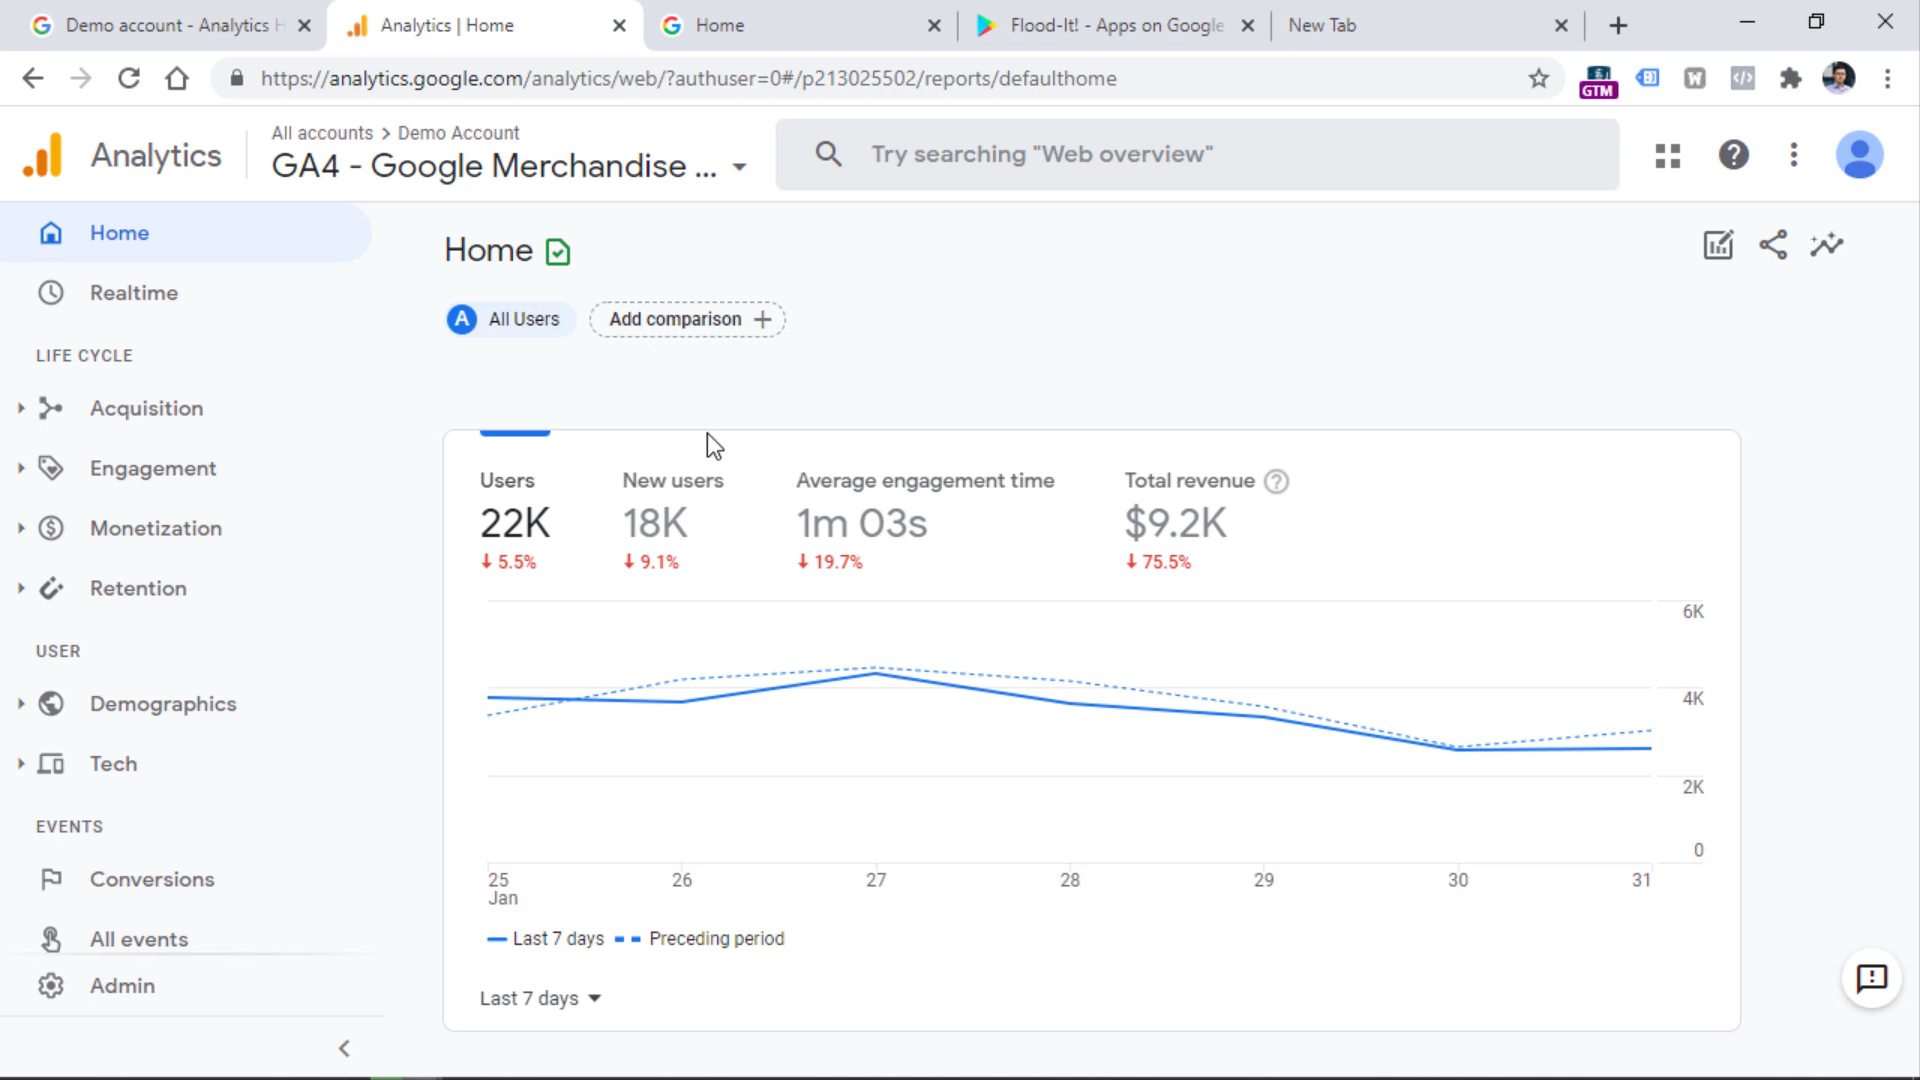 Demo account - Analytics H
Analytics | Home
Home
Flood-It! - Apps on Google
New Tab
https://analytics.google.com/analytics/web/?authuser=0#/p213025502/reports/defaulthome
GTM
W
Analytics
All accounts > Demo Account
GA4 - Google Merchandise ...
Try searching "Web overview"
Home
Realtime
LIFE CYCLE
Acquisition
Engagement
Monetization
Retention
USER
Demographics
Tech
EVENTS
Conversions
All events
Admin
Home
A All Users
Add comparison +
Users
22K
↓ 5.5%
New users
18K
↓ 9.1%
Average engagement time
1m 03s
↓ 19.7%
Total revenue ?
$9.2K
↓ 75.5%
6K
4K
2K
0
25 26 27 28 29 30 31
Jan
Last 7 days Preceding period
Last 7 days